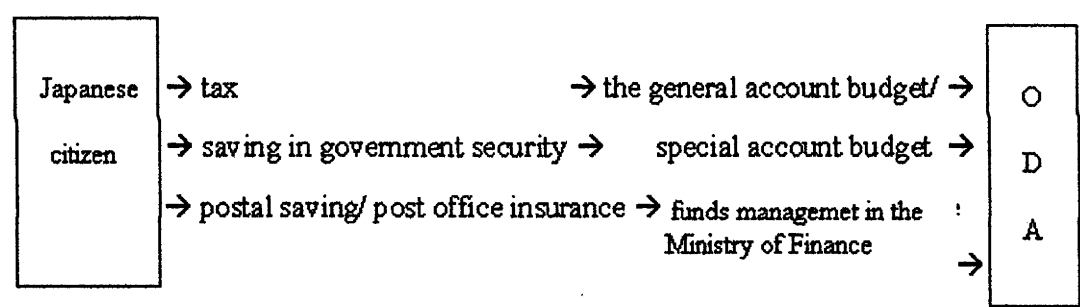 Japanese → tax → the general account budget/ → O
citizen → saving in government security → special account budget → D
→ postal saving/ post office insurance → funds managemet in the : A
Ministry of Finance →